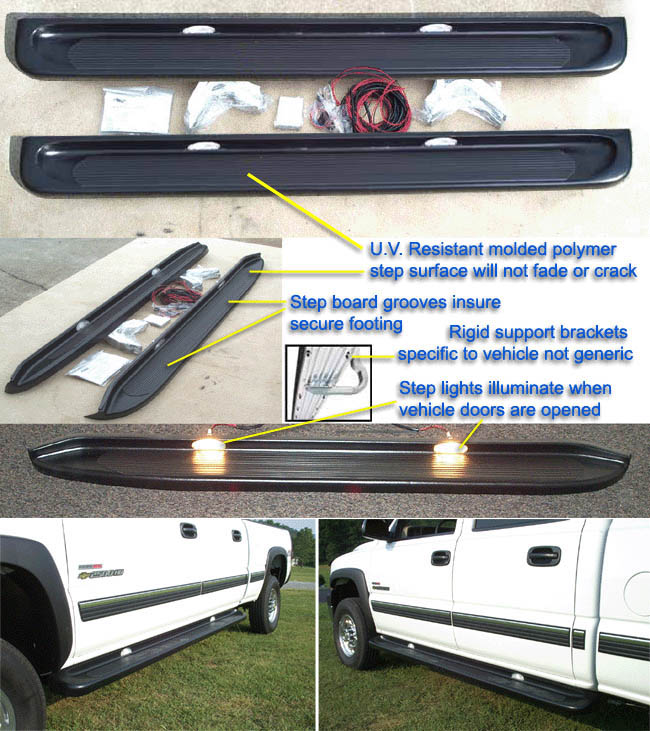 U.V. Resistant molded polymer
step surface will not fade or crack
Step board grooves insure
secure footing
Rigid support brackets
specific to vehicle not generic
Step lights illuminate when
vehicle doors are opened